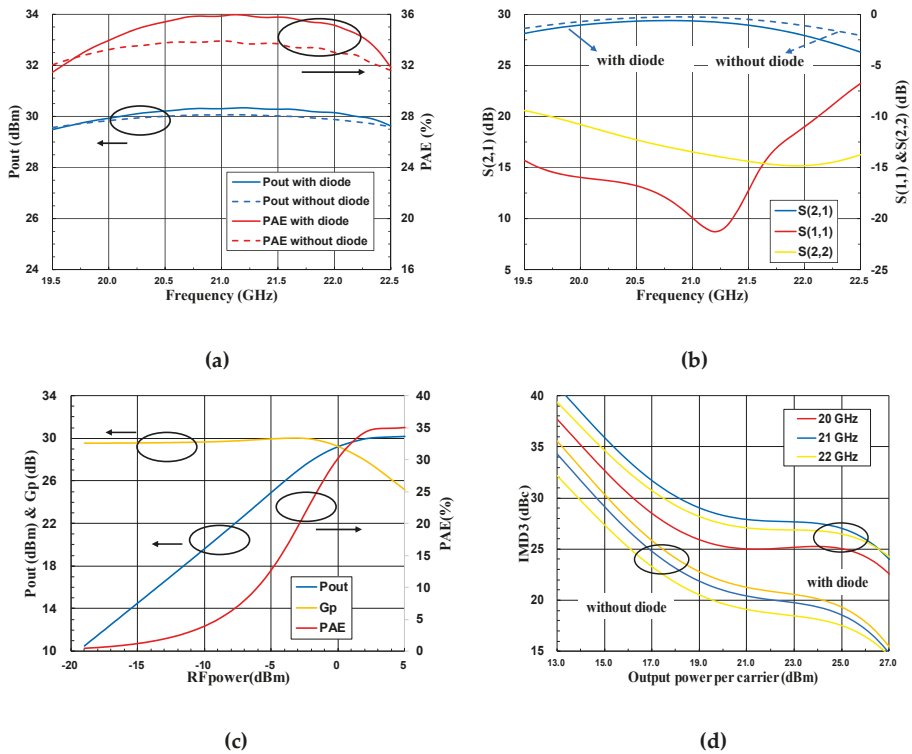 34
32
30
28
26
24
Pout (dBm)
36
32
28
24
22
18
16
PAE (%)
Pout with diode
Pout without diode
PAE with diode
PAE without diode
19.5
20.0
20.5
21.0
21.5
22.0
22.5
Frequency (GHz)
(a)
30
25
20
15
10
5
S(2,1) (dB)
0
-5
-10
-15
-20
-25
S(1,1) &S(2,2) (dB)
with diode
without diode
S(2,1)
S(1,1)
S(2,2)
19.5
20.0
20.5
21.0
21.5
22.0
22.5
Frequency (GHz)
(b)
34
30
26
22
18
14
10
Pout (dBm) & Gp (dB)
40
35
30
25
20
15
10
5
0
PAE(%)
Pout
Gp
PAE
-20
-15
-10
-5
0
5
RFpower(dBm)
(c)
40
35
30
25
20
15
IMD3 (dBc)
20 GHz
21 GHz
22 GHz
with diode
without diode
13.0
15.0
17.0
19.0
21.0
23.0
25.0
27.0
Output power per carrier (dBm)
(d)